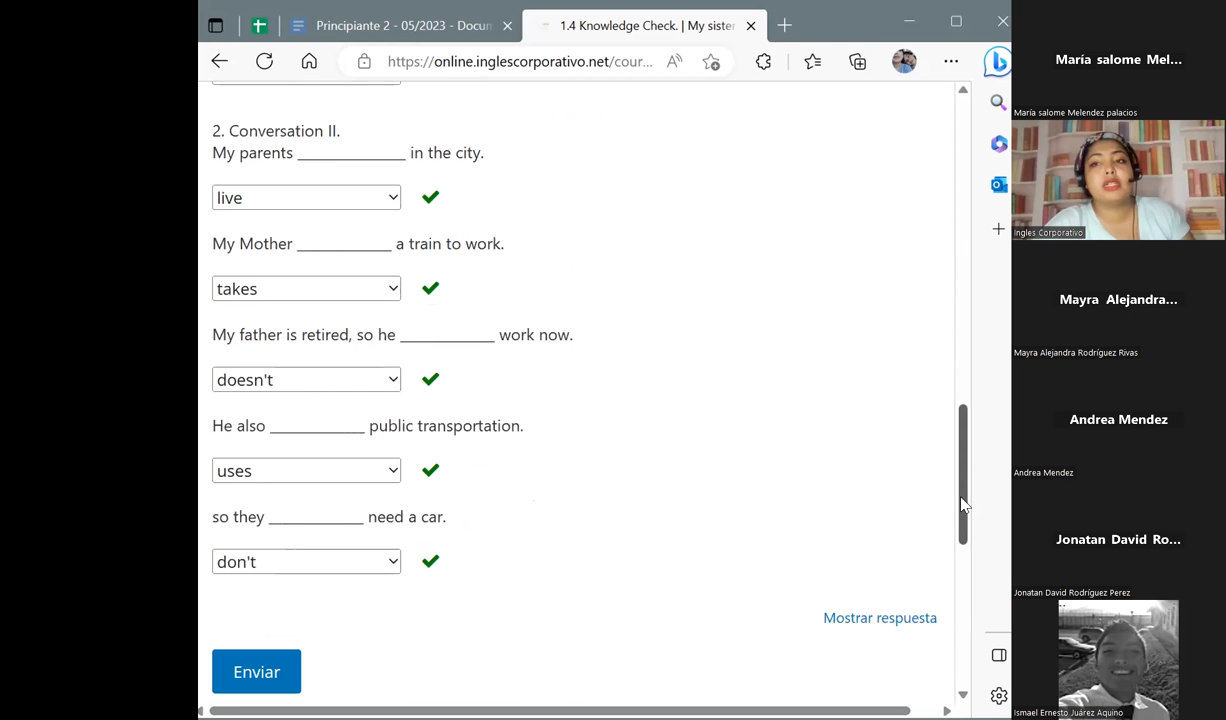 Principiante 2 - 05/2023 - Docum
1.4 Knowledge Check. | My sister
https://online.inglescorporativo.net/cour...
2. Conversation II.
My parents _____________ in the city.
live
My Mother ___________ a train to work.
takes
My father is retired, so he ___________ work now.
doesn't
He also ___________ public transportation.
uses
so they ___________ need a car.
don't
Mostrar respuesta
Enviar
María salome Mel...
María salome Melendez palacios
Ingles Corporativo
Mayra Alejandra...
Mayra Alejandra Rodríguez Rivas
Andrea Mendez
Andrea Mendez
Jonatan David Ro...
Jonatan David Rodríguez Perez
Ismael Ernesto Juárez Aquino